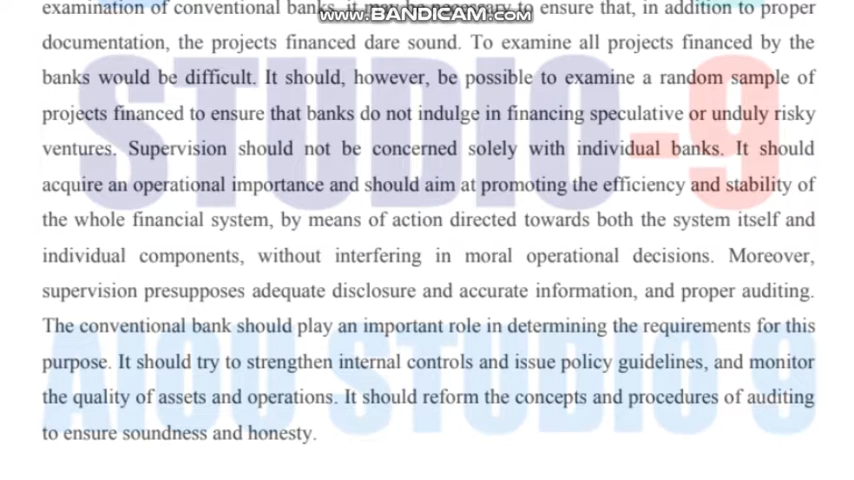 examination of conventional banks, it may be necessary to ensure that, in addition to proper
www.BANDICAM.com
documentation, the projects financed dare sound. To examine all projects financed by the
banks would be difficult. It should, however, be possible to examine a random sample of
projects financed to ensure that banks do not indulge in financing speculative or unduly risky
ventures. Supervision should not be concerned solely with individual banks. It should
acquire an operational importance and should aim at promoting the efficiency and stability of
the whole financial system, by means of action directed towards both the system itself and
individual components, without interfering in moral operational decisions. Moreover,
supervision presupposes adequate disclosure and accurate information, and proper auditing.
The conventional bank should play an important role in determining the requirements for this
purpose. It should try to strengthen internal controls and issue policy guidelines, and monitor
the quality of assets and operations. It should reform the concepts and procedures of auditing
to ensure soundness and honesty.
STUDIO-9
AIOU STUDIO 9